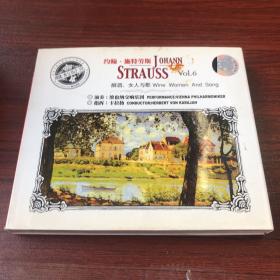 约翰·施特劳斯 JOHANN
STRAUSS Vol.6
醇酒、女人与歌 Wine Women And Song
演奏:维也纳交响乐团 PERFORMANCE:VIENNA PHILHARMONIKER
指挥:卡拉扬 CONDUCTOR:HERBERT VON KARAJAN